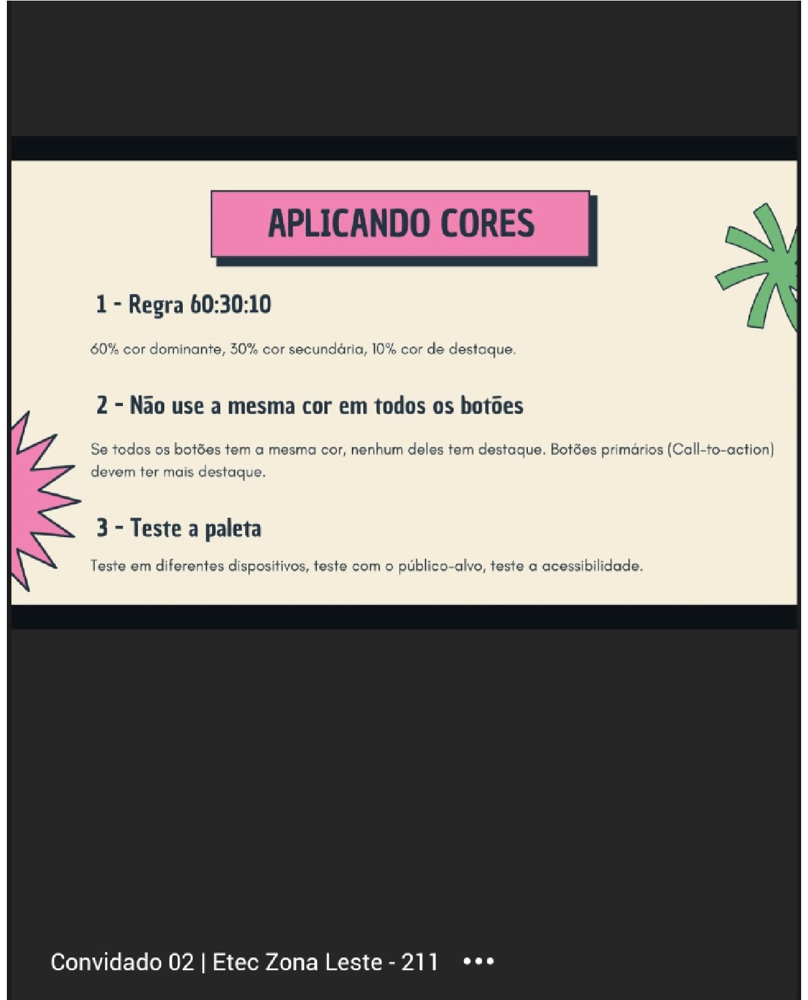 APLICANDO CORES
1 - Regra 60:30:10
60% cor dominante, 30% cor secundária, 10% cor de destaque.
2 - Não use a mesma cor em todos os botões
Se todos os botões tem a mesma cor, nenhum deles tem destaque. Botões primários (Call-to-action)
devem ter mais destaque.
3 - Teste a paleta
Teste em diferentes dispositivos, teste com o público-alvo, teste a acessibilidade.
Convidado 02 | Etec Zona Leste - 211